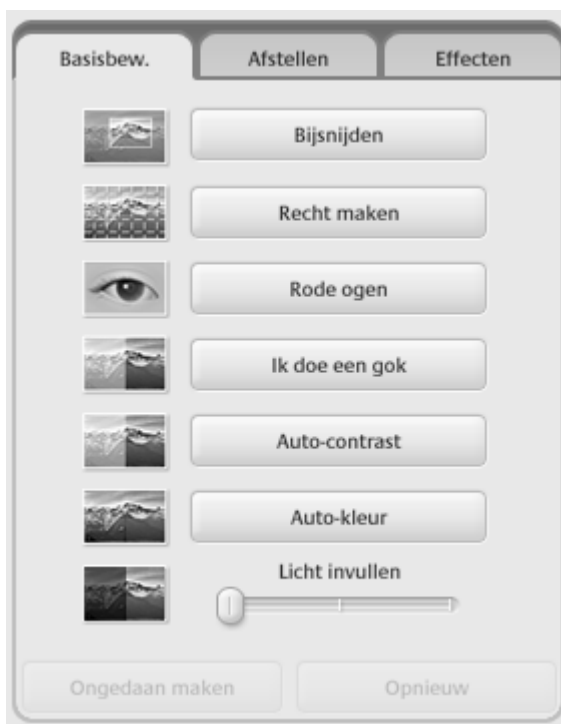 Basisbew. Afstellen Effecten
Bijsnijden
Recht maken
Rode ogen
Ik doe een gok
Auto-contrast
Auto-kleur
Licht invullen
Ongedaan maken Opnieuw